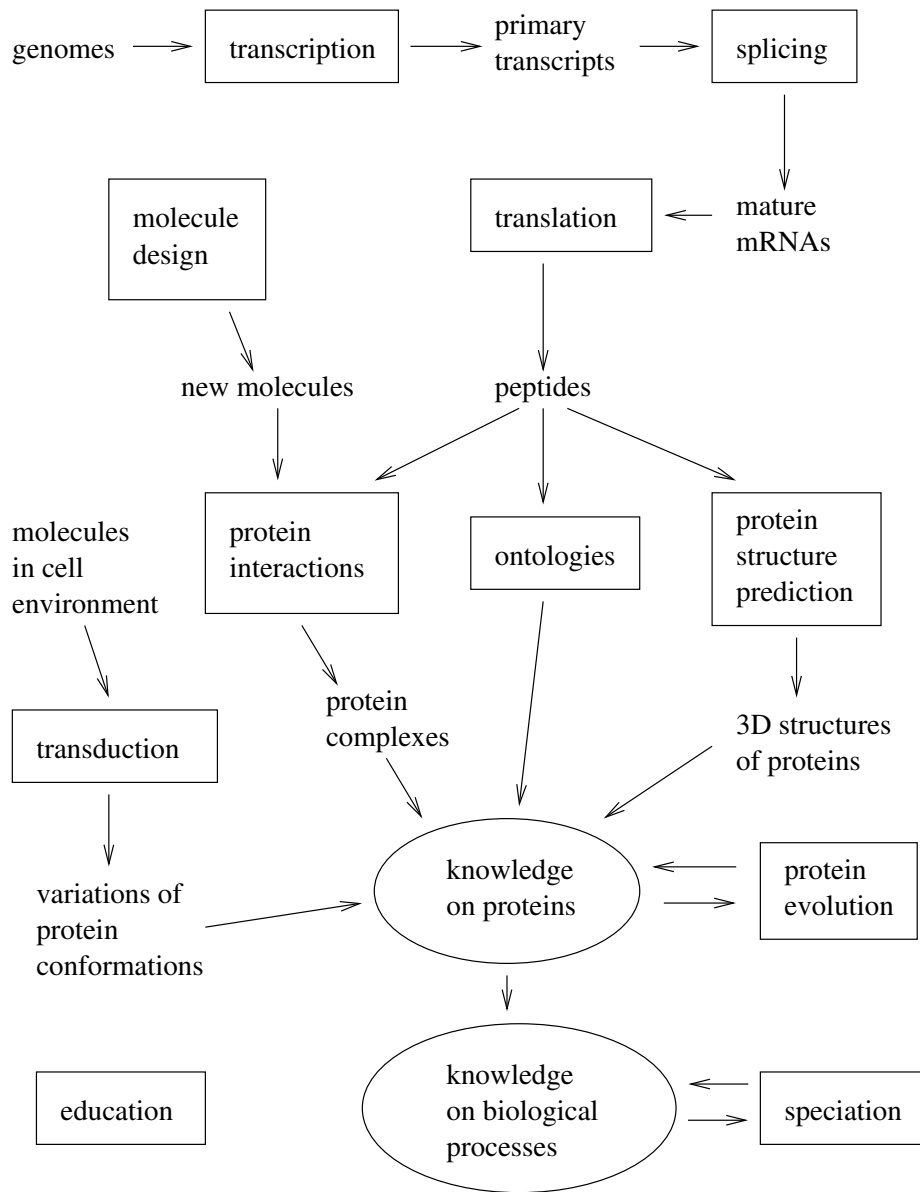 genomes
transcription
primary
transcripts
splicing
molecule
design
translation
mature
mRNAs
new molecules
peptides
molecules
in cell
environment
protein
interactions
ontologies
protein
structure
prediction
protein
complexes
3D structures
of proteins
transduction
variations of
protein
conformations
knowledge
on proteins
protein
evolution
education
knowledge
on biological
processes
speciation